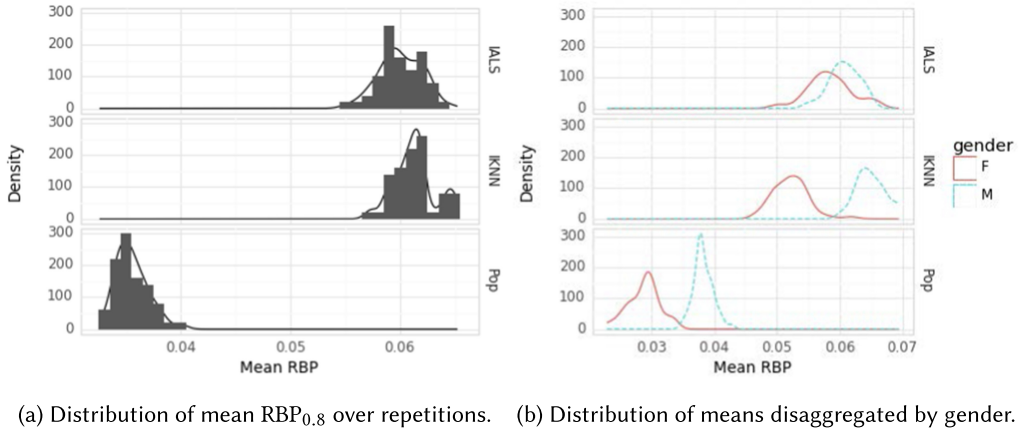 300
200
100
0
IALS
300
200
100
0
IKNN
300
200
100
0
Pop
Density
0.04 0.05 0.06
Mean RBP
300
200
100
0
IALS
300
200
100
0
IKNN
300
200
100
0
Pop
Density
0.03 0.04 0.05 0.06 0.07
Mean RBP
gender
F
M
(a) Distribution of mean RBP0.8 over repetitions.
(b) Distribution of means disaggregated by gender.